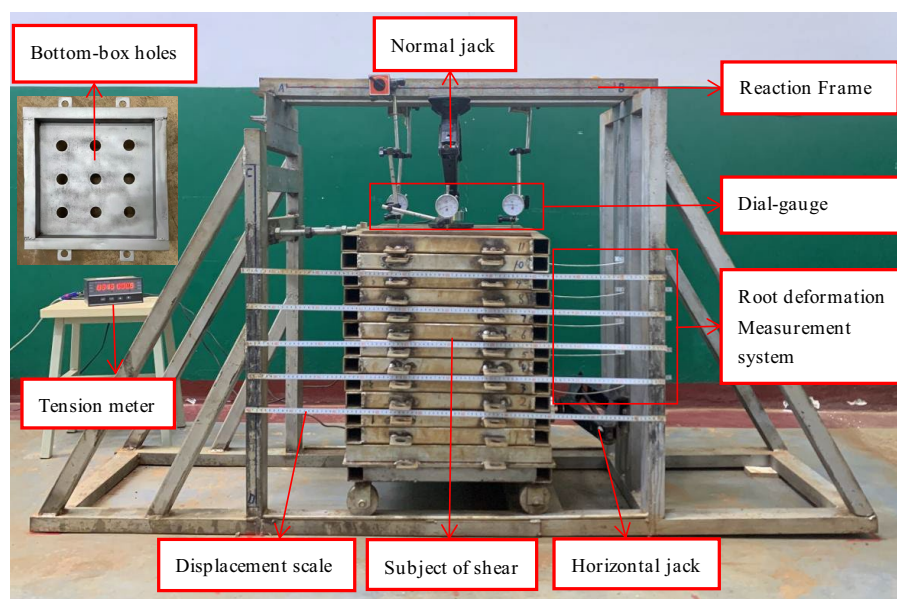 Bottom-box holes
Normal jack
Reaction Frame
Dial-gauge
Root deformation
Measurement
system
Tension meter
Displacement scale
Subject of shear
Horizontal jack
A
B
C
D